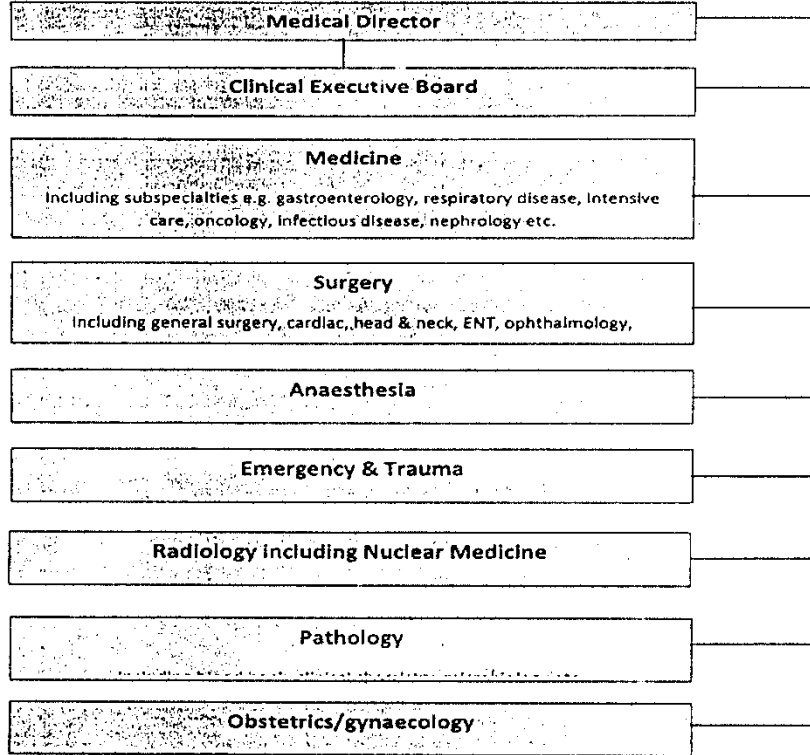 Medical Director
Clinical Executive Board
Medicine
Including subspecialties e.g. gastroenterology, respiratory disease, intensive
care, oncology, infectious disease, nephrology etc.
Surgery
Including general surgery, cardiac, head & neck, ENT, ophthalmology,
Anaesthesia
Emergency & Trauma
Radiology including Nuclear Medicine
Pathology
Obstetrics/gynaecology